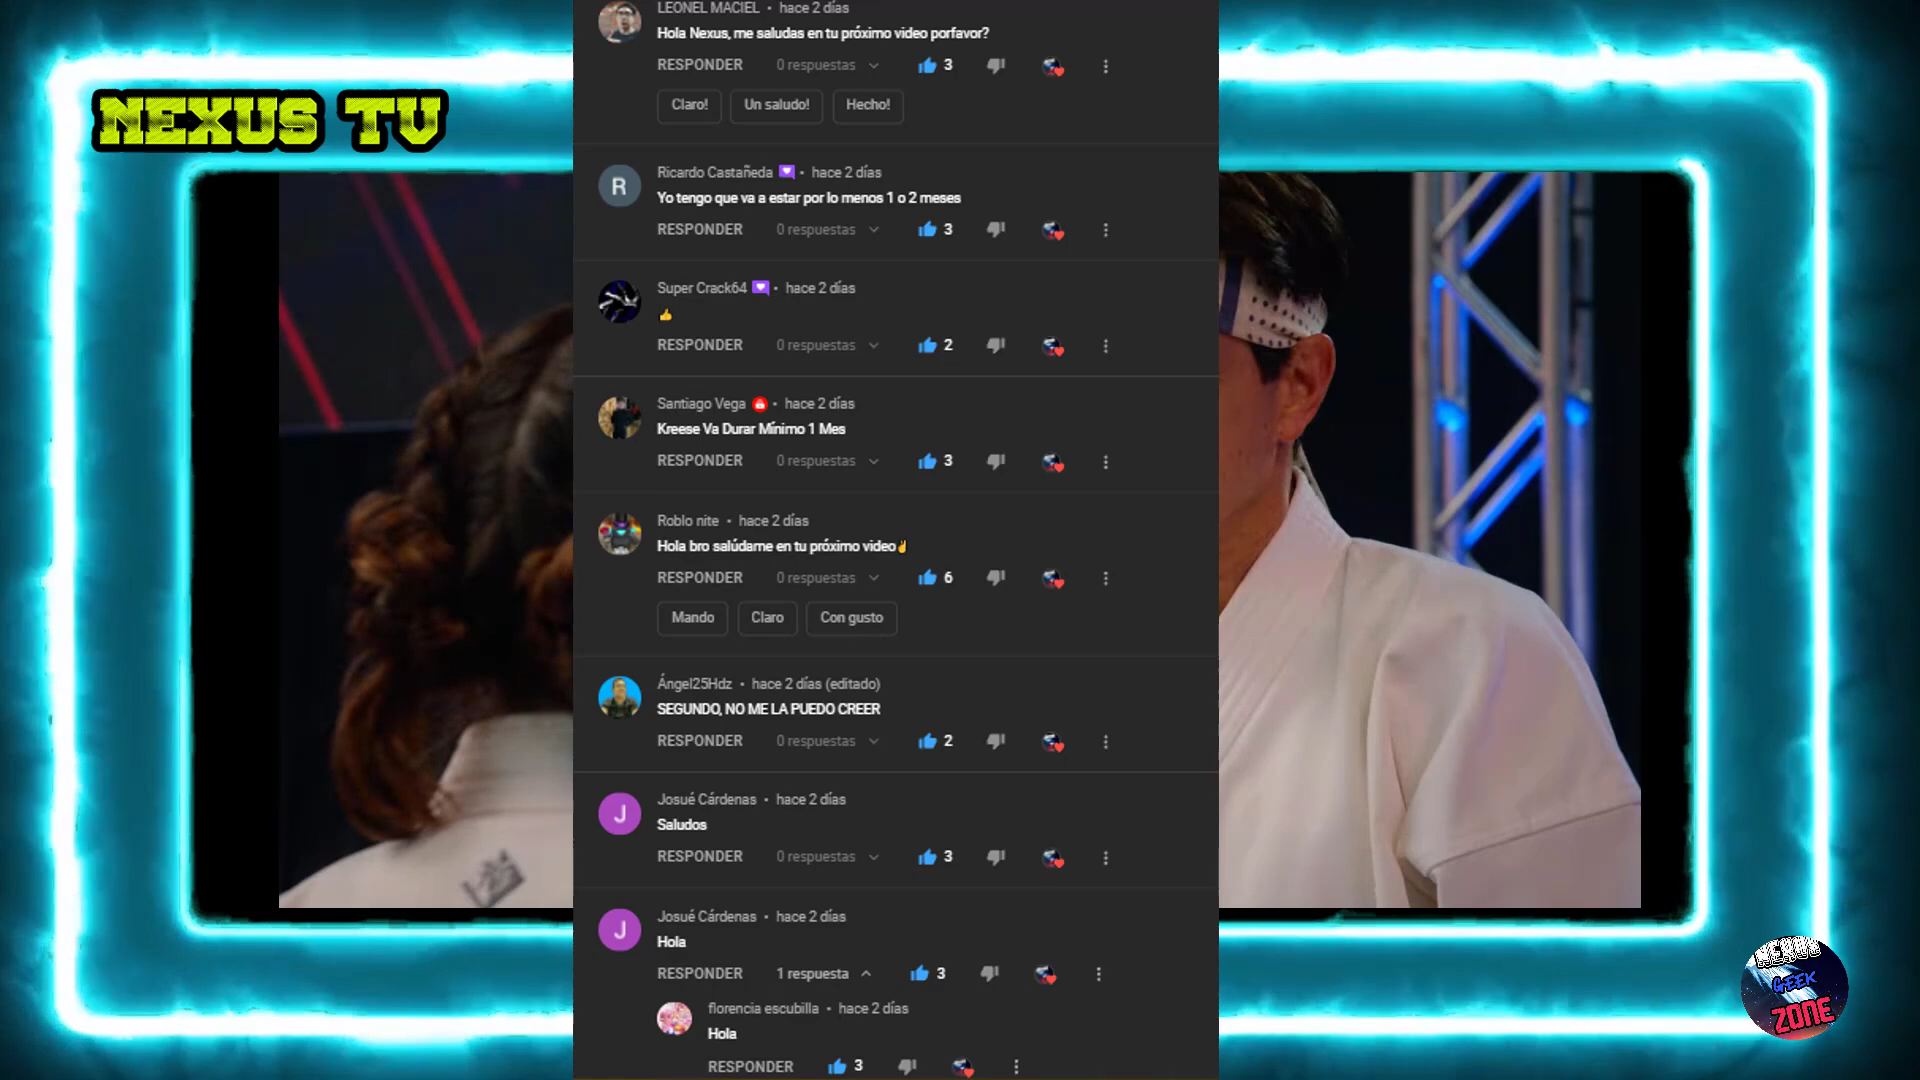 NEXUS TV
LEONEL MACIEL • hace 2 días
Hola Nexus, me saludas en tu próximo video porfavor?
RESPONDER 0 respuestas 3
Claro! Un saludo! Hecho!
R
Ricardo Castañeda • hace 2 días
Yo tengo que va a estar por lo menos 1 o 2 meses
RESPONDER 0 respuestas 3
Super Crack64 • hace 2 días
👍
RESPONDER 0 respuestas 2
Santiago Vega • hace 2 días
Kreese Va Durar Mínimo 1 Mes
RESPONDER 0 respuestas 3
Roblo nite • hace 2 días
Hola bro salúdame en tu próximo video✌
RESPONDER 0 respuestas 6
Mando Claro Con gusto
Ángel25Hdz • hace 2 días (editado)
SEGUNDO, NO ME LA PUEDO CREER
RESPONDER 0 respuestas 2
J
Josué Cárdenas • hace 2 días
Saludos
RESPONDER 0 respuestas 3
J
Josué Cárdenas • hace 2 días
Hola
RESPONDER 1 respuesta 3
florencia escubilla • hace 2 días
Hola
RESPONDER 3
NEXUS
GEEK
ZONE